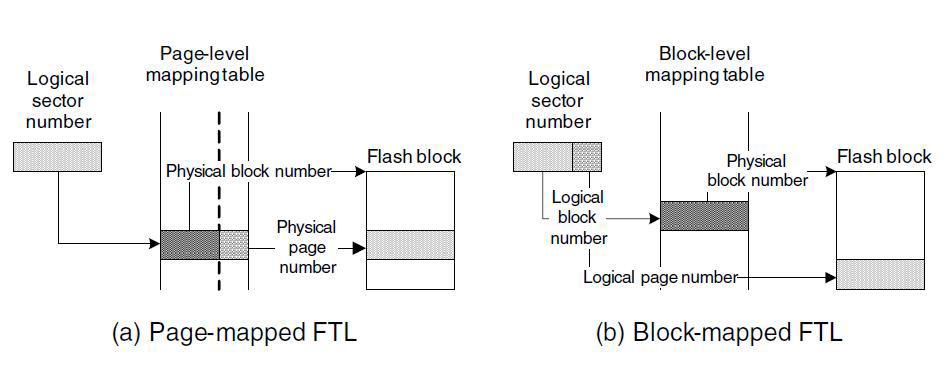 Page-level
mapping table
Logical
sector
number
Physical block number
Flash block
Physical
page
number
(a) Page-mapped FTL
Block-level
mapping table
Logical
sector
number
Physical
block number
Flash block
Logical
block
number
Logical page number
(b) Block-mapped FTL